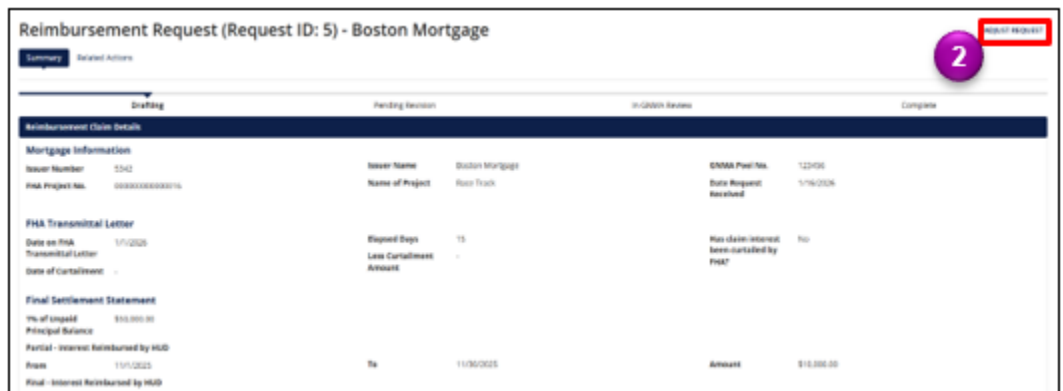 Reimbursement Request (Request ID: 5) - Boston Mortgage
ADJUST REQUEST
2
Summary Related Actions
Drafting Pending Revision In GNMA Review Complete
Reimbursement Claim Details
Mortgage Information
Issuer Number 5342 Issuer Name Boston Mortgage GNMA Pool No. 123456
FHA Project No. Name of Project Race Track Date Request 1/16/2026
Received
FHA Transmittal Letter
Date on FHA 1/1/2026 Elapsed Days 15 Has claim interest No
Transmittal Letter Less Curtailment - been curtailed by
Date of Curtailment - Amount FHA?
Final Settlement Statement
1% of Unpaid $50,000.00
Principal Balance
Partial - Interest Reimbursed by HUD
From 11/1/2025 To 11/30/2025 Amount $10,000.00
Final - Interest Reimbursed by HUD